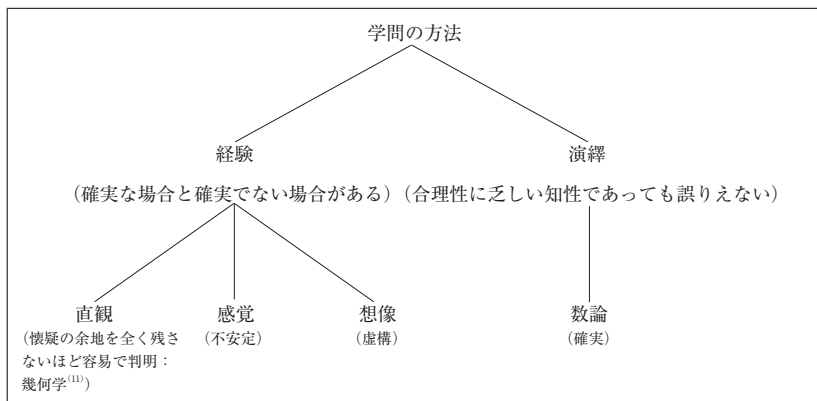 学問の方法
経験 演繹
(確実な場合と確実でない場合がある)(合理性に乏しい知性であっても誤りえない)
直観 感覚 想像 数論
(懐疑の余地を全く残さ (不安定) (虚構) (確実)
ないほど容易で判明:
幾何学(11))